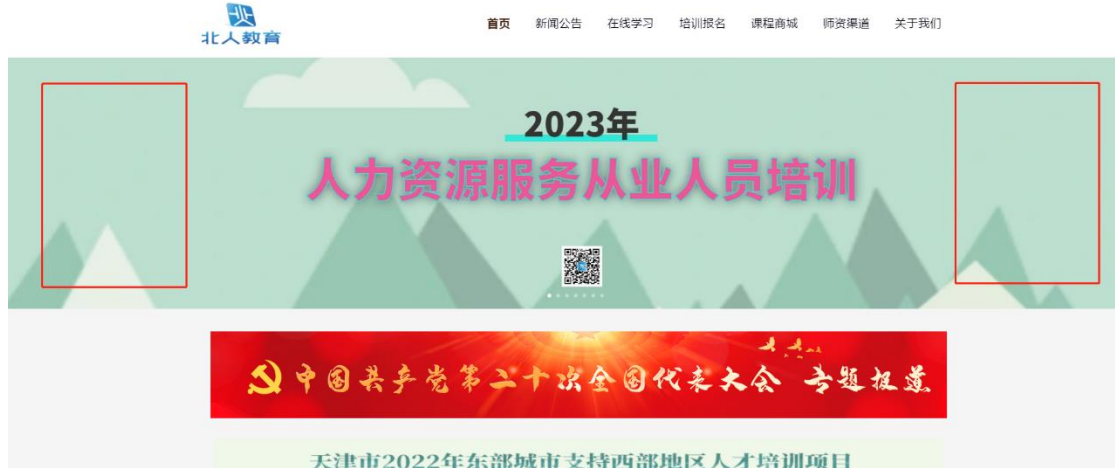 北人教育
首页 新闻公告 在线学习 培训报名 课程商城 师资渠道 关于我们
2023年
人力资源服务从业人员培训
中国共产党第二十次全国代表大会 专题报道
天津市2022年东部城市支持西部地区人才培训项目